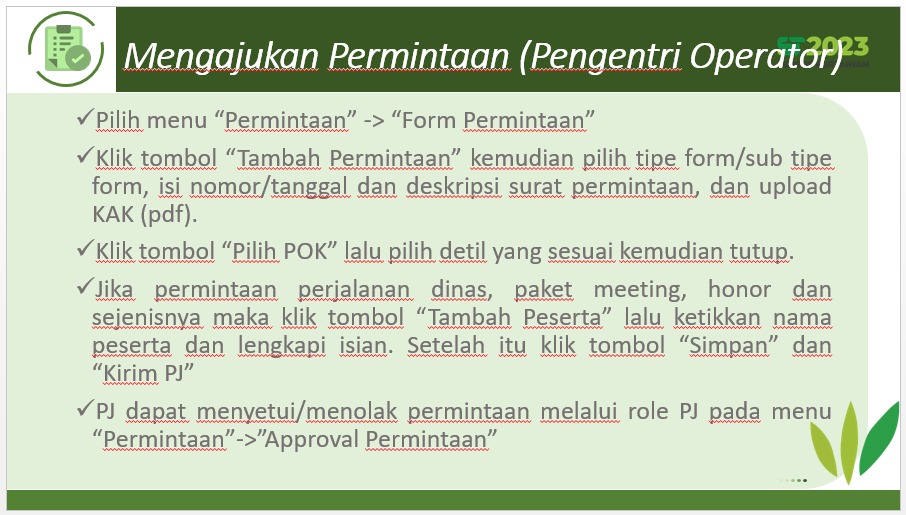 Mengajukan Permintaan (Pengentri Operator)
2023
Pilih menu “Permintaan” -> “Form Permintaan”
Klik tombol “Tambah Permintaan” kemudian pilih tipe form/sub tipe
form, isi nomor/tanggal dan deskripsi surat permintaan, dan upload
KAK (pdf).
Klik tombol “Pilih POK” lalu pilih detil yang sesuai kemudian tutup.
Jika permintaan perjalanan dinas, paket meeting, honor dan
sejenisnya maka klik tombol “Tambah Peserta” lalu ketikkan nama
peserta dan lengkapi isian. Setelah itu klik tombol “Simpan” dan
“Kirim PJ”
PJ dapat menyetui/menolak permintaan melalui role PJ pada menu
“Permintaan”->”Approval Permintaan”